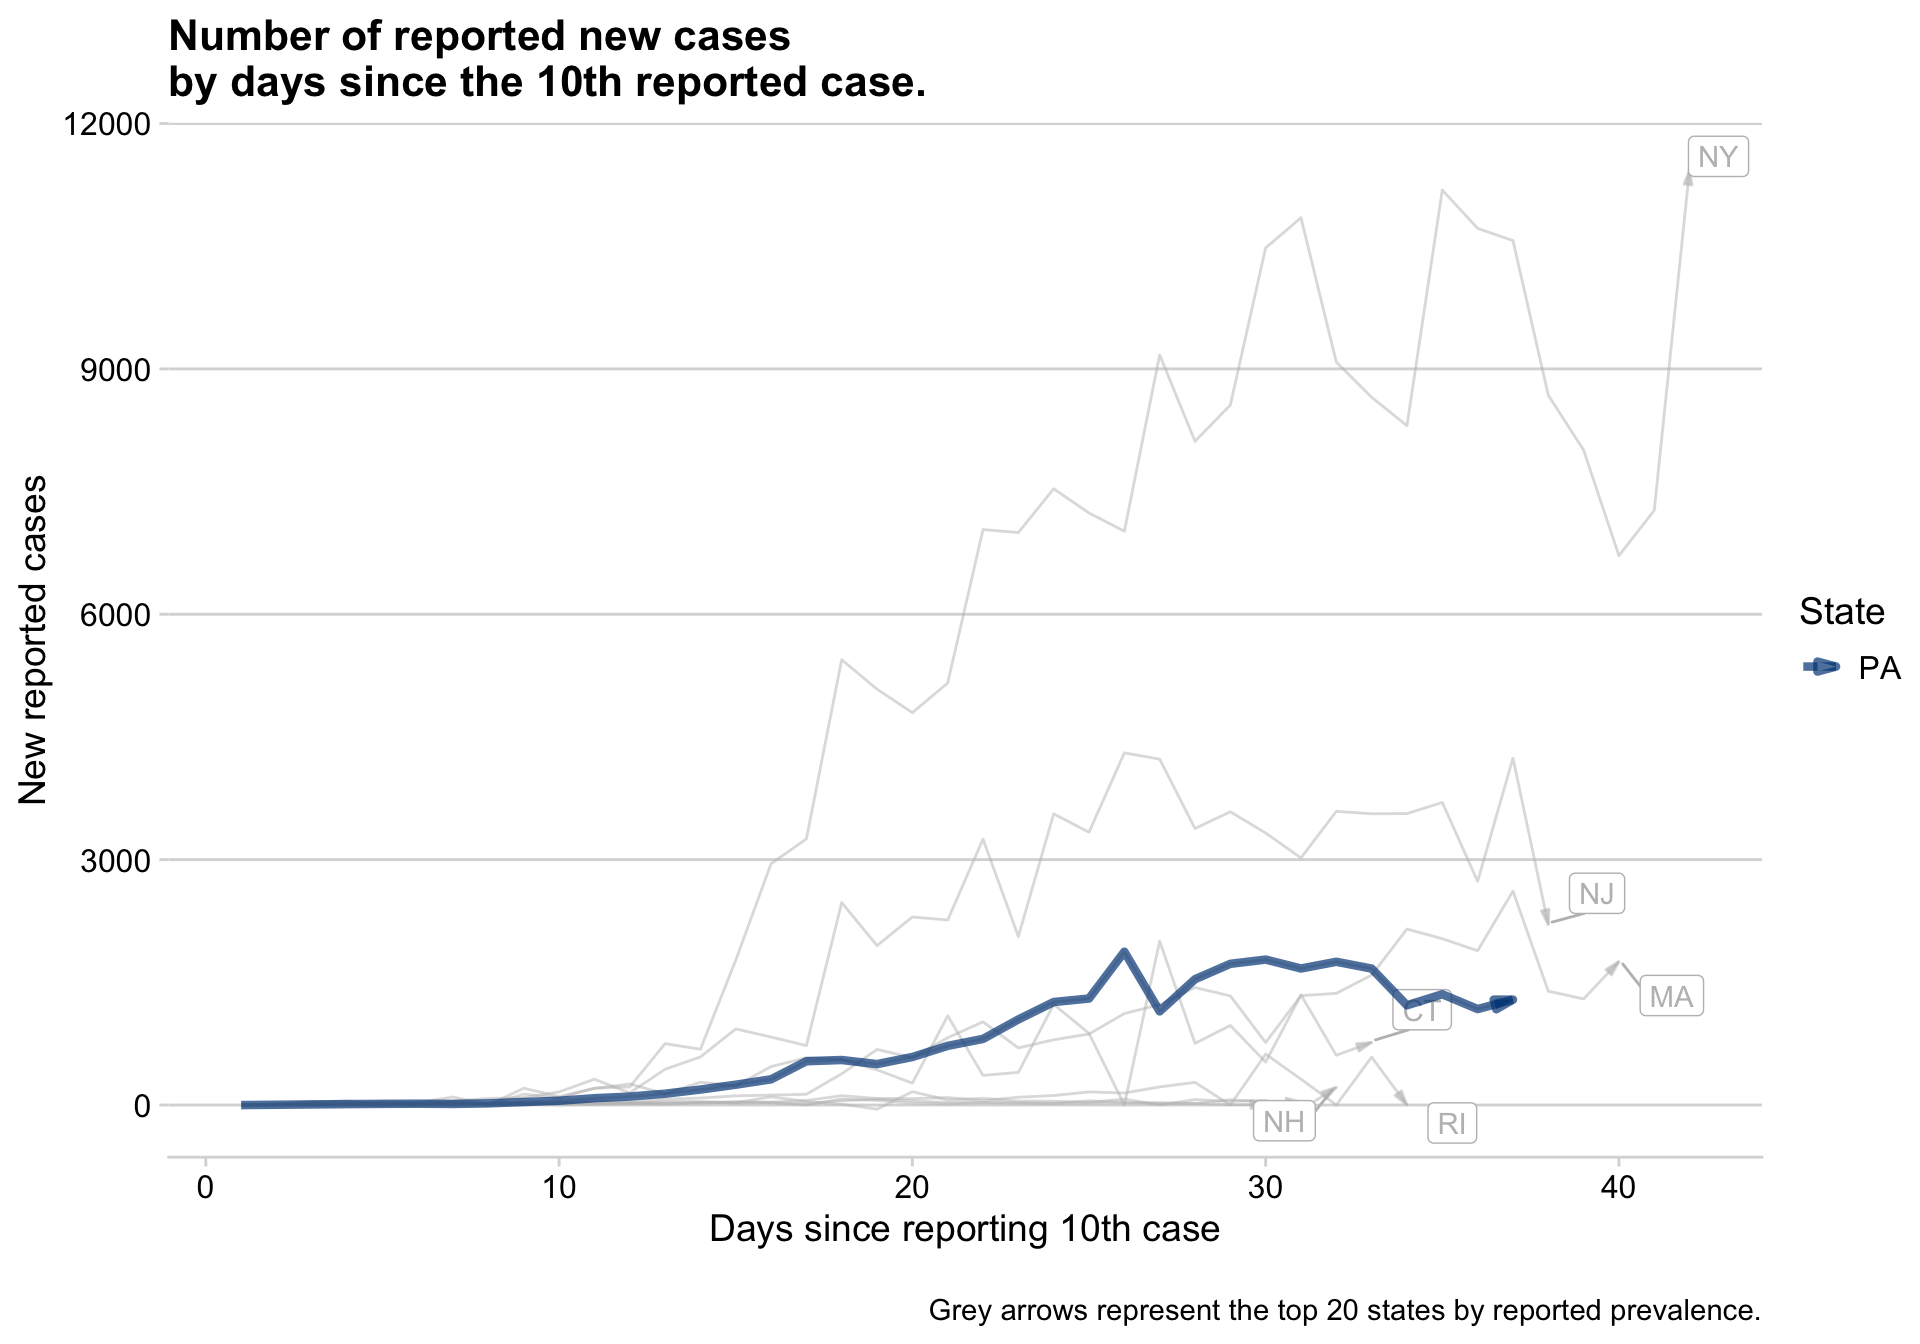 Number of reported new cases
by days since the 10th reported case.
12000
9000
6000
3000
0
New reported cases
NY
NJ
MA
CT
NH
RI
State
PA
0 10 20 30 40
Days since reporting 10th case
Grey arrows represent the top 20 states by reported prevalence.